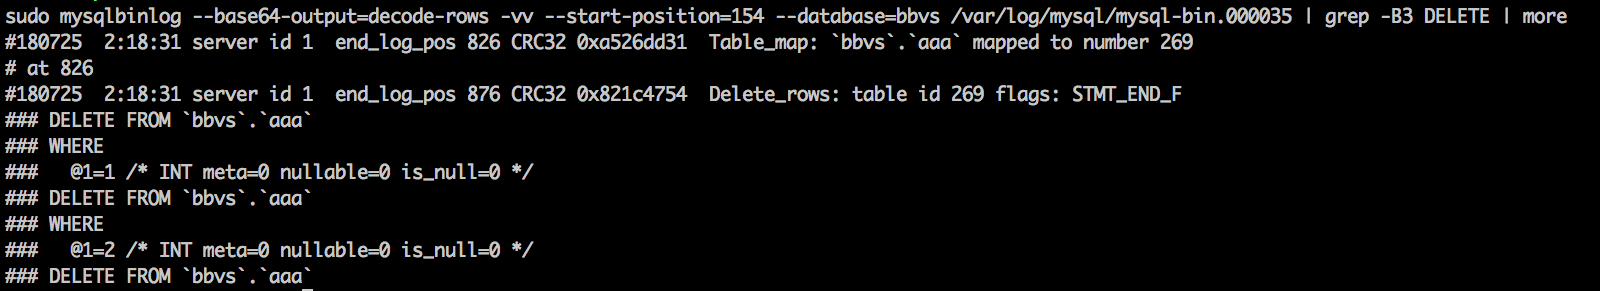 sudo mysqlbinlog --base64-output=decode-rows -vv --start-position=154 --database=bbvs /var/log/mysql/mysql-bin.000035 | grep -B3 DELETE | more
#180725  2:18:31 server id 1  end_log_pos 826 CRC32 0xa526dd31  Table_map: `bbvs`.`aaa` mapped to number 269
# at 826
#180725  2:18:31 server id 1  end_log_pos 876 CRC32 0x821c4754  Delete_rows: table id 269 flags: STMT_END_F
### DELETE FROM `bbvs`.`aaa`
### WHERE
###   @1=1 /* INT meta=0 nullable=0 is_null=0 */
### DELETE FROM `bbvs`.`aaa`
### WHERE
###   @1=2 /* INT meta=0 nullable=0 is_null=0 */
### DELETE FROM `bbvs`.`aaa`